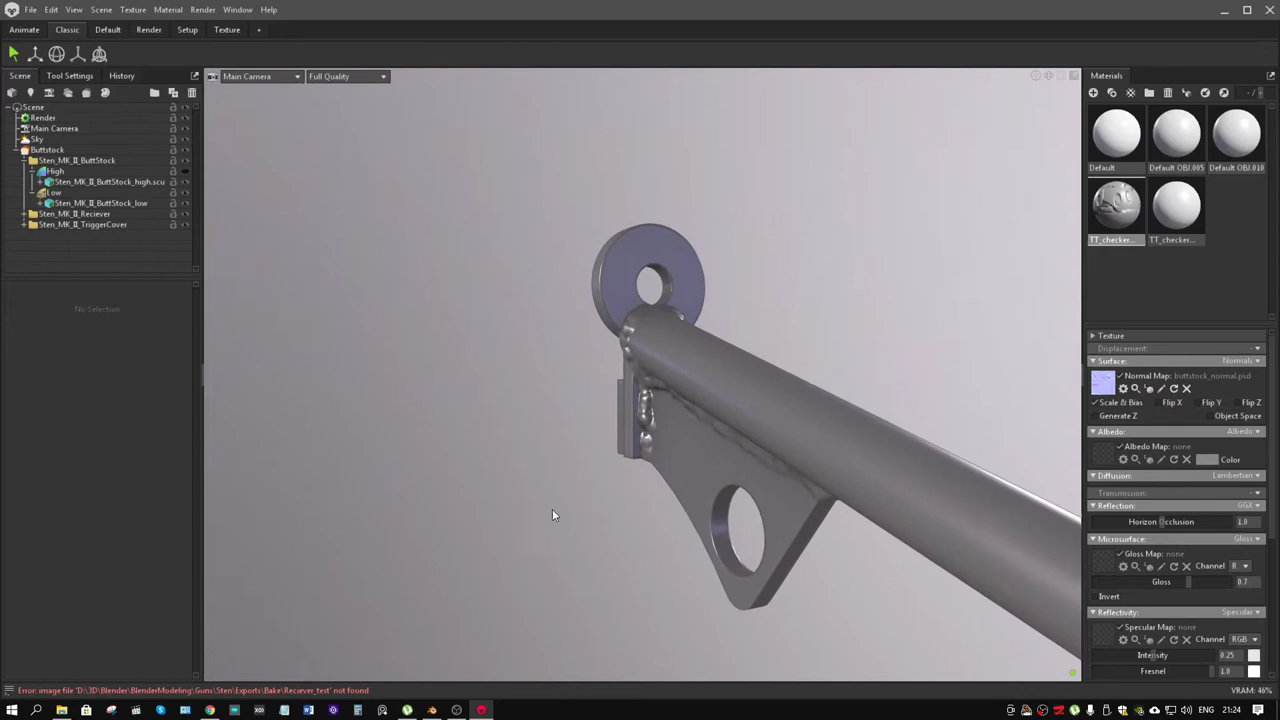 File Edit View Scene Texture Material Render Window Help
Animate Classic Default Render Setup Texture +
Scene Tool Settings History
Main Camera Full Quality
Materials
Scene
Render
Main Camera
Sky
Buttstock
Sten_MK_II_ButtStock
High
Sten_MK_II_ButtStock_high.scu
Low
Sten_MK_II_ButtStock_low
Sten_MK_II_Reciever
Sten_MK_II_TriggerCover
No Selection
Default Default OBJ.005 Default OBJ.010
TT_checker... TT_checker...
Texture
Displacement:
Surface: Normals
Normal Map: buttstock_normal.psd
Scale & Bias Flip X Flip Y Flip Z
Generate Z Object Space
Albedo: Albedo
Albedo Map: none
Color
Diffusion: Lambertian
Transmission:
Reflection: GGX
Horizon Occlusion 1.0
Microsurface: Gloss
Gloss Map: none
Channel R
Gloss 0.7
Invert
Reflectivity: Specular
Specular Map: none
Channel RGB
Intensity 0.25
Fresnel 1.0
Error: image file 'D:\3D\Blender\BlenderModeling\Guns\Sten\Exports\Bake\Reciever_test' not found
VRAM: 46%
ENG 21:24